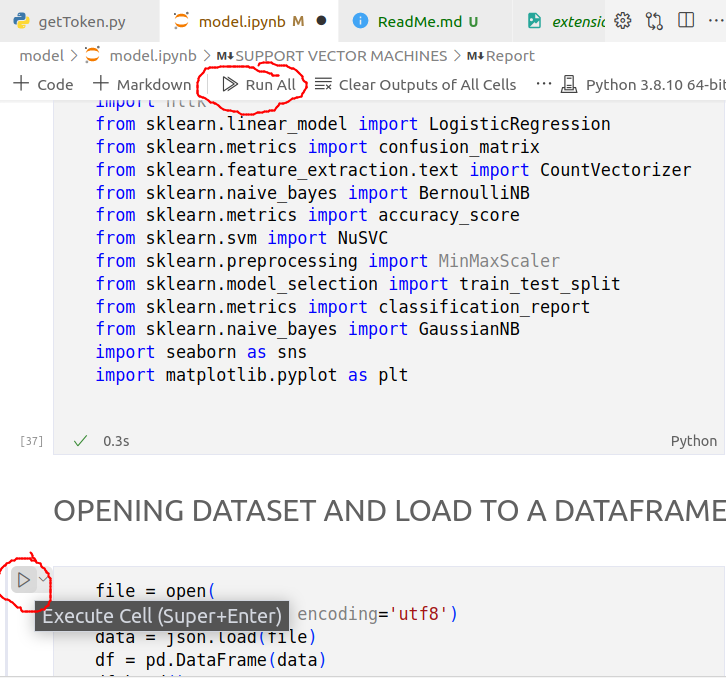 getToken.py model.ipynb M ReadMe.md U extensio
model > model.ipynb > M↓SUPPORT VECTOR MACHINES > M↓Report
+ Code + Markdown Run All Clear Outputs of All Cells ... Python 3.8.10 64-bit
import nltk
from sklearn.linear_model import LogisticRegression
from sklearn.metrics import confusion_matrix
from sklearn.feature_extraction.text import CountVectorizer
from sklearn.naive_bayes import BernoulliNB
from sklearn.metrics import accuracy_score
from sklearn.svm import NuSVC
from sklearn.preprocessing import MinMaxScaler
from sklearn.model_selection import train_test_split
from sklearn.metrics import classification_report
from sklearn.naive_bayes import GaussianNB
import seaborn as sns
import matplotlib.pyplot as plt
[37] 0.3s Python
OPENING DATASET AND LOAD TO A DATAFRAME
file = open(
Execute Cell (Super+Enter) encoding='utf8')
data = json.load(file)
df = pd.DataFrame(data)